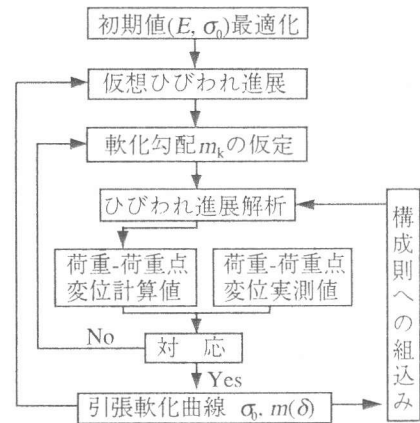 初期値(E, σ₀)最適化
仮想ひびわれ進展
軟化勾配mₖの仮定
ひびわれ進展解析
荷重-荷重点
変位計算値
荷重-荷重点
変位実測値
No
対 応
Yes
引張軟化曲線 σ₀. m(δ)
構成則への組込み